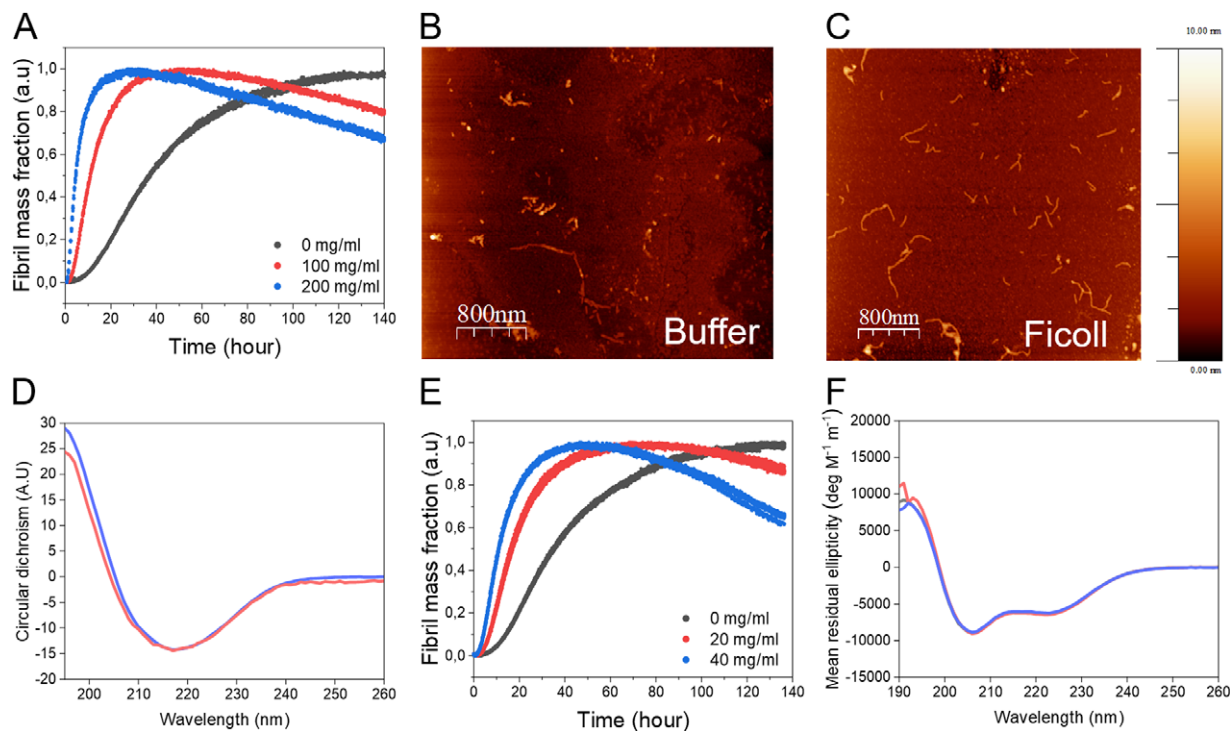 A
Fibril mass fraction (a.u)
1,0
0,8
0,6
0,4
0,2
0,0
0 mg/ml
100 mg/ml
200 mg/ml
0 20 40 60 80 100 120 140
Time (hour)
B
800nm
Buffer
C
800nm
Ficoll
10.00 nm
0.00 nm
D
Circular dichroism (A.U)
30
25
20
15
10
5
0
-5
-10
-15
-20
200 210 220 230 240 250 260
Wavelength (nm)
E
Fibril mass fraction (a.u)
1,0
0,8
0,6
0,4
0,2
0,0
0 mg/ml
20 mg/ml
40 mg/ml
0 20 40 60 80 100 120 140
Time (hour)
F
Mean residual ellipticity (deg M⁻¹ m⁻¹)
20000
15000
10000
5000
0
-5000
-10000
-15000
190 200 210 220 230 240 250 260
Wavelength (nm)